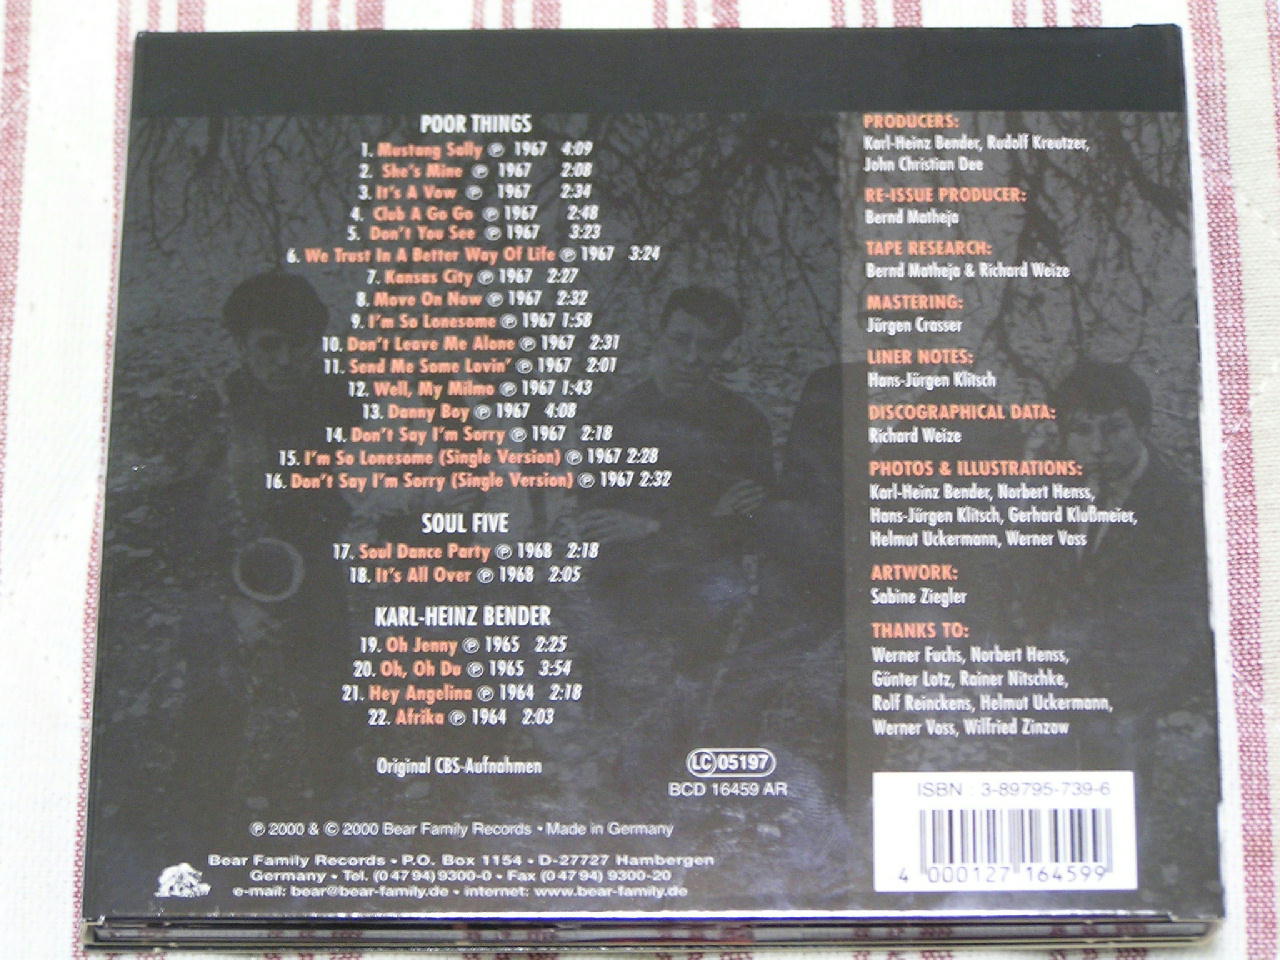 POOR THINGS
1. Mustang Sally ℗ 1967 4:09
2. She's Mine ℗ 1967 2:08
3. It's A Vow ℗ 1967 2:34
4. Club A Go Go ℗ 1967 2:48
5. Don't You See ℗ 1967 3:23
6. We Trust In A Better Way Of Life ℗ 1967 3:24
7. Kansas City ℗ 1967 2:27
8. Move On Now ℗ 1967 2:32
9. I'm So Lonesome ℗ 1967 1:58
10. Don't Leave Me Alone ℗ 1967 2:31
11. Send Me Some Lovin' ℗ 1967 2:01
12. Well, My Milmo ℗ 1967 1:43
13. Danny Boy ℗ 1967 4:08
14. Don't Say I'm Sorry ℗ 1967 2:18
15. I'm So Lonesome (Single Version) ℗ 1967 2:28
16. Don't Say I'm Sorry (Single Version) ℗ 1967 2:32
SOUL FIVE
17. Soul Dance Party ℗ 1968 2:18
18. It's All Over ℗ 1968 2:05
KARL-HEINZ BENDER
19. Oh Jenny ℗ 1965 2:25
20. Oh, Oh Du ℗ 1965 3:54
21. Hey Angelina ℗ 1964 2:18
22. Afrika ℗ 1964 2:03
Original CBS-Aufnahmen
LC 05197
BCD 16459 AR
℗ 2000 & © 2000 Bear Family Records • Made in Germany
Bear Family Records • P.O. Box 1154 • D-27727 Hambergen
Germany • Tel. (0 47 94) 9300-0 • Fax (0 47 94) 9300-20
e-mail: bear@bear-family.de • internet: www.bear-family.de
PRODUCERS:
Karl-Heinz Bender, Rudolf Kreutzer,
John Christian Dee
RE-ISSUE PRODUCER:
Bernd Matheja
TAPE RESEARCH:
Bernd Matheja & Richard Weize
MASTERING:
Jürgen Crasser
LINER NOTES:
Hans-Jürgen Klitsch
DISCOGRAPHICAL DATA:
Richard Weize
PHOTOS & ILLUSTRATIONS:
Karl-Heinz Bender, Norbert Henss,
Hans-Jürgen Klitsch, Gerhard Klußmeier,
Helmut Uckermann, Werner Voss
ARTWORK:
Sabine Ziegler
THANKS TO:
Werner Fuchs, Norbert Henss,
Günter Lotz, Rainer Nitschke,
Rolf Reinckens, Helmut Uckermann,
Werner Voss, Wilfried Zinzow
ISBN : 3-89795-739-6
4 000127 164599